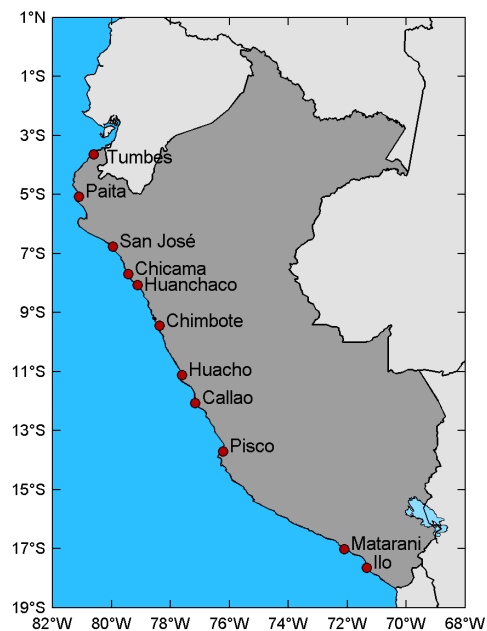 1°N
1°S
3°S
Tumbes
5°S
Paita
7°S
San José
Chicama
Huanchaco
9°S
Chimbote
11°S
Huacho
Callao
13°S
Pisco
15°S
17°S
Matarani
Ilo
19°S
82°W 80°W 78°W 76°W 74°W 72°W 70°W 68°W